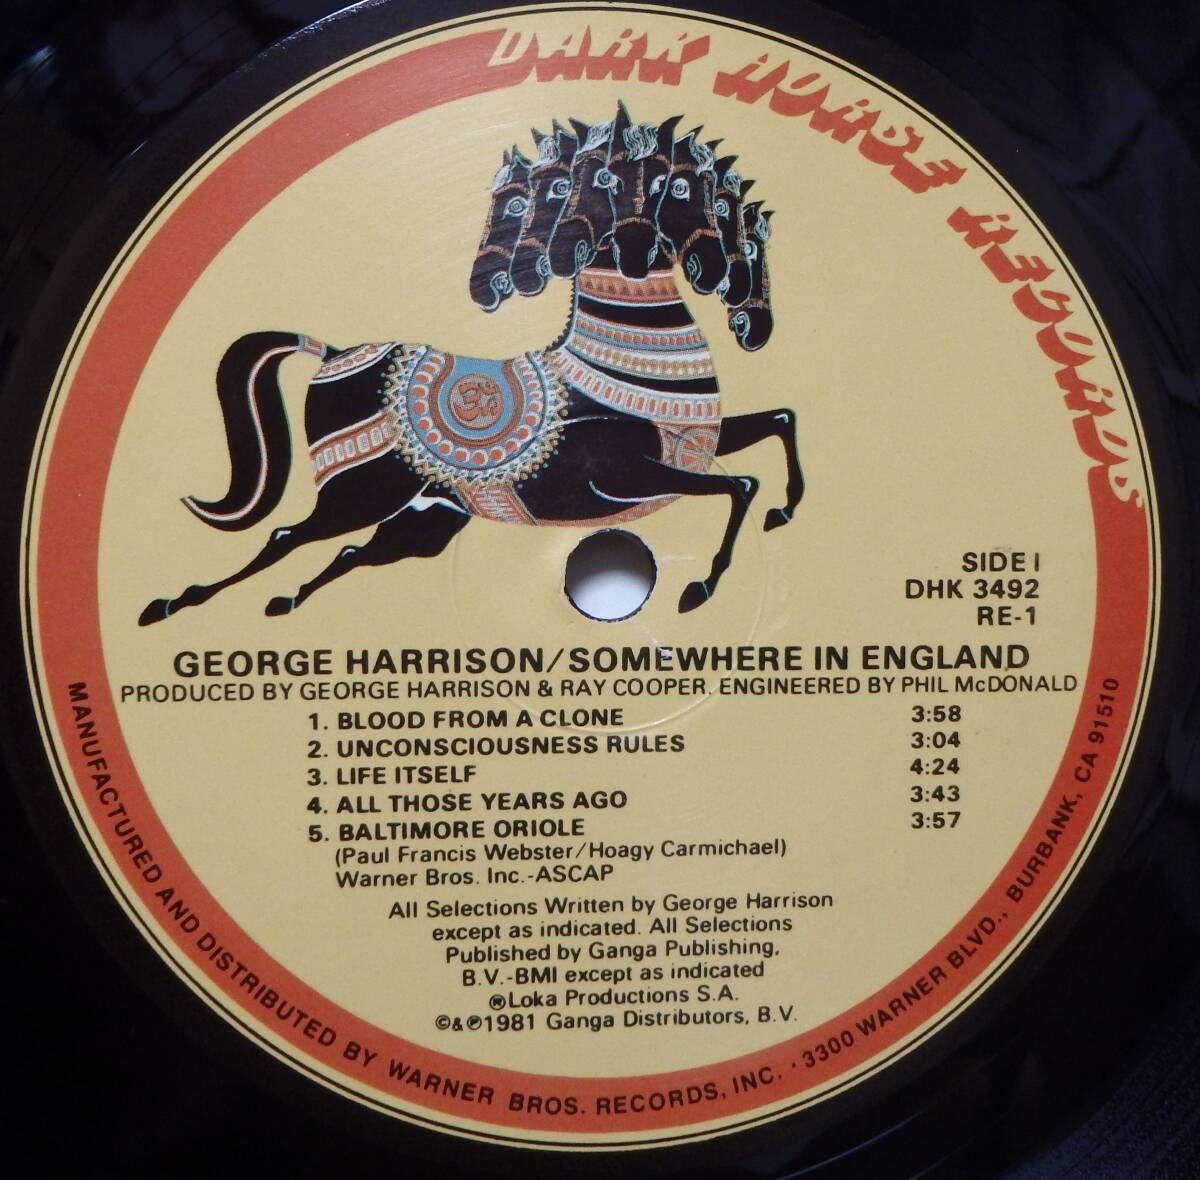 DARK HORSE RECORDS
SIDE 1
DHK 3492
RE-1
GEORGE HARRISON/SOMEWHERE IN ENGLAND
PRODUCED BY GEORGE HARRISON & RAY COOPER. ENGINEERED BY PHIL McDONALD
1. BLOOD FROM A CLONE 3:58
2. UNCONSCIOUSNESS RULES 3:04
3. LIFE ITSELF 4:24
4. ALL THOSE YEARS AGO 3:43
5. BALTIMORE ORIOLE 3:57
(Paul Francis Webster/Hoagy Carmichael)
Warner Bros. Inc.-ASCAP
All Selections Written by George Harrison
except as indicated. All Selections
Published by Ganga Publishing,
B.V.-BMI except as indicated
®Loka Productions S.A.
©&℗1981 Ganga Distributors, B.V.
MANUFACTURED AND DISTRIBUTED BY WARNER BROS. RECORDS, INC. · 3300 WARNER BLVD., BURBANK, CA 91510
ॐ